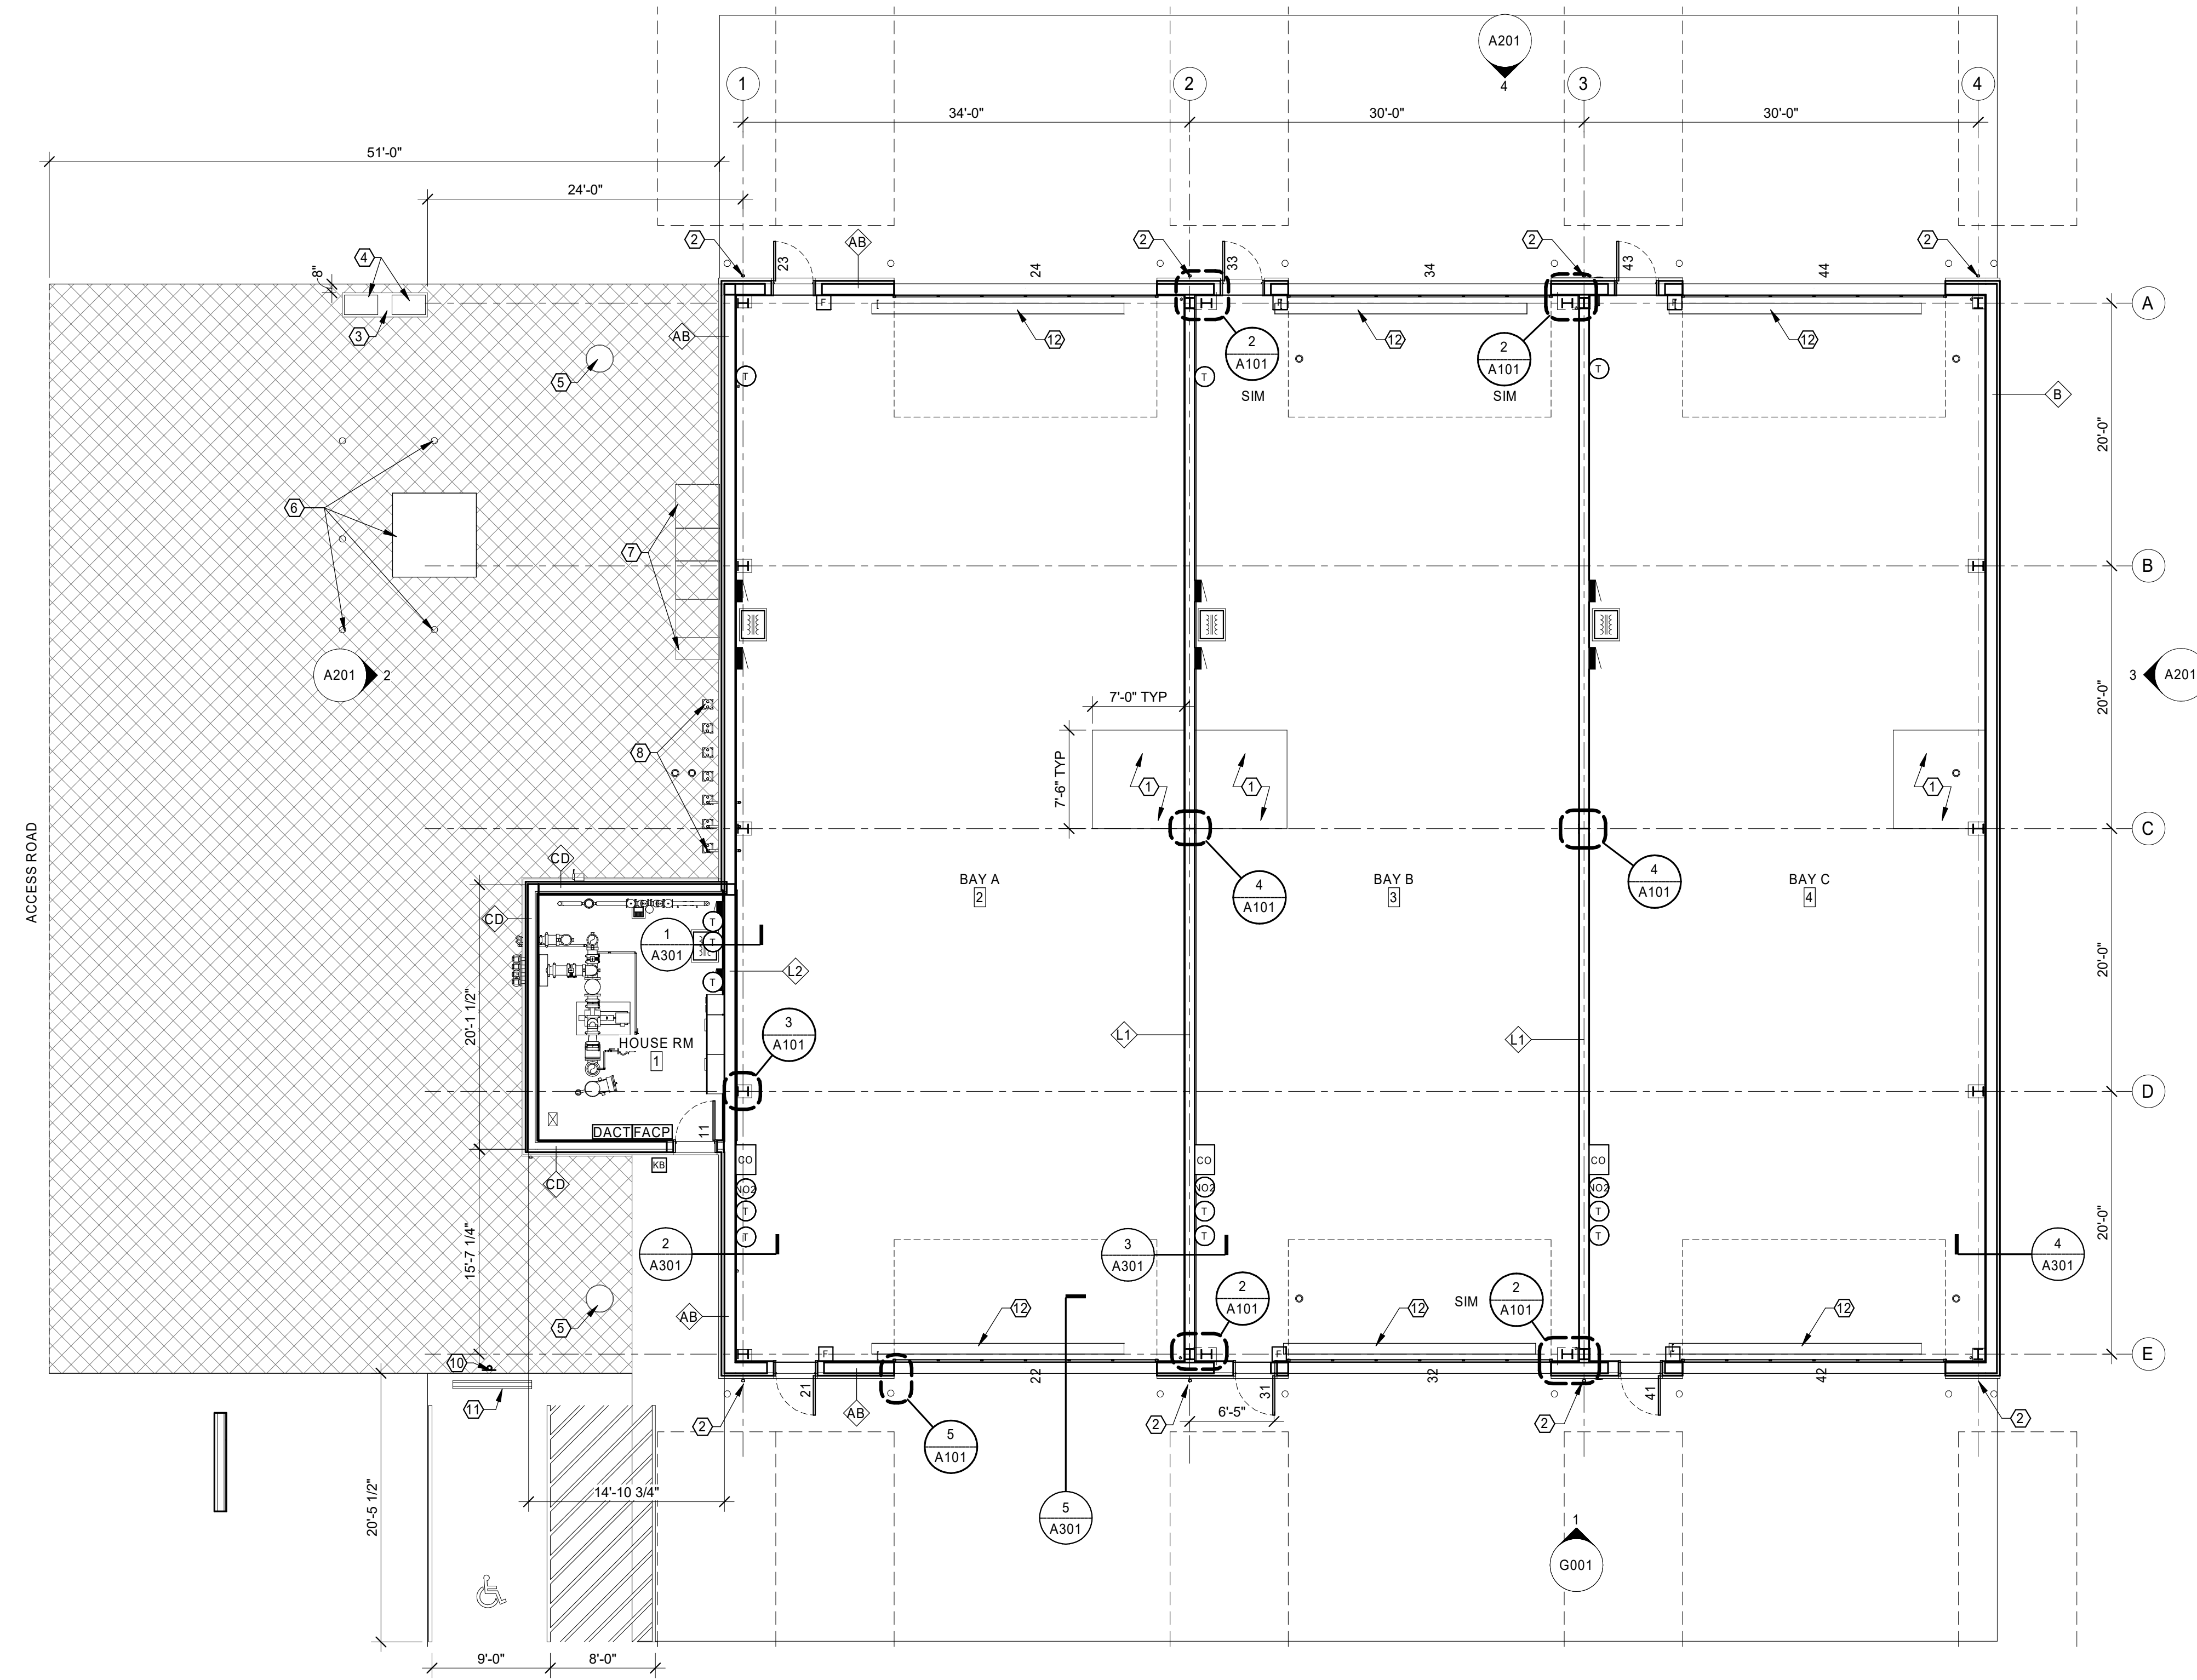 A201
4
1
2
3
4
34'-0"
30'-0"
30'-0"
51'-0"
24'-0"
2
2
2
2
AB
23
24
33
34
43
44
4
8"
3
5
AB
F
12
12
12
A
2
A101
SIM
2
A101
SIM
T
T
T
B
20'-0"
6
7
B
A201
2
3
A201
7'-0" TYP
7'-6" TYP
20'-0"
8
1
1
1
C
ACCESS ROAD
CD
CD
BAY A
2
BAY B
3
BAY C
4
4
A101
4
A101
1
A301
T
T
T
L2
20'-0"
20'-1 1/2"
HOUSE RM
1
3
A101
L1
L1
D
DACT
FACP
11
KB
CD
CO
CO
CO
NO2
NO2
NO2
T
T
T
T
T
T
15'-7 1/4"
2
A301
3
A301
4
A301
20'-0"
5
AB
12
12
12
2
A101
SIM
2
A101
F
F
F
E
10
11
21
22
31
32
41
42
AB
2
2
2
2
6'-5"
5
A101
14'-10 3/4"
20'-5 1/2"
5
A301
1
G001
9'-0"
8'-0"